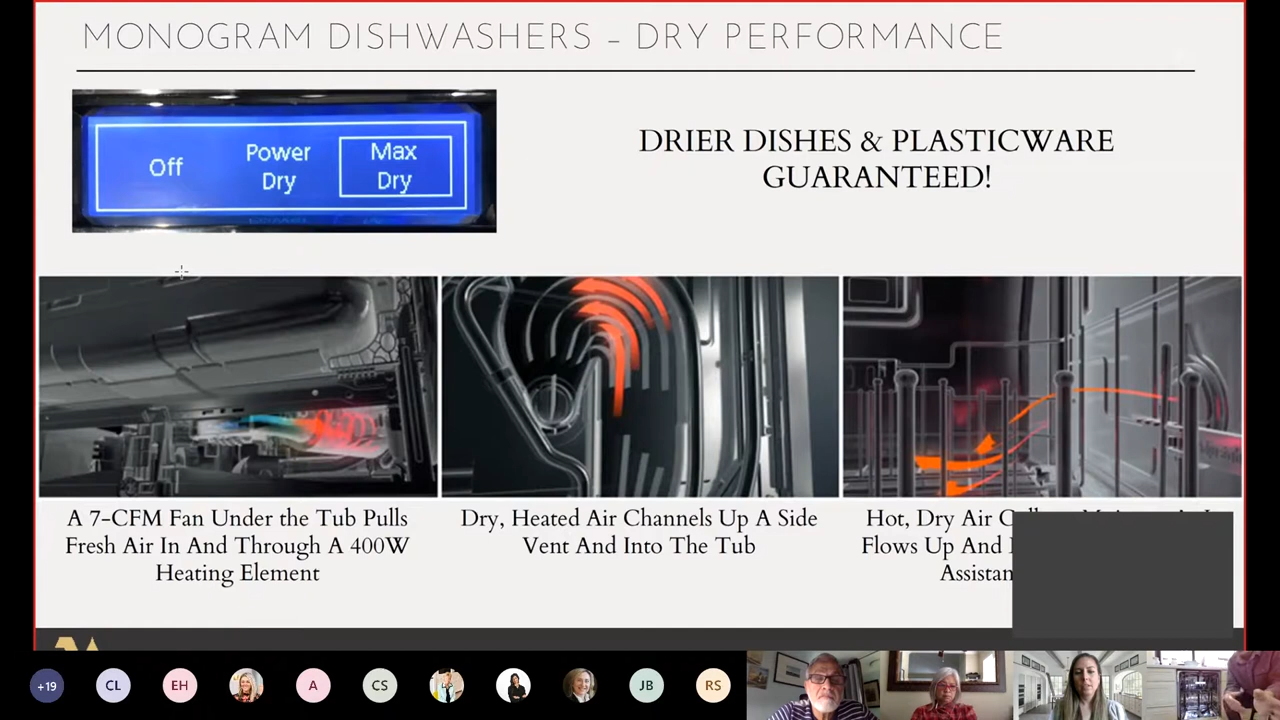 MONOGRAM DISHWASHERS – DRY PERFORMANCE
Off
Power
Dry
Max
Dry
DRIER DISHES & PLASTICWARE
GUARANTEED!
A 7-CFM Fan Under the Tub Pulls
Fresh Air In And Through A 400W
Heating Element
Dry, Heated Air Channels Up A Side
Vent And Into The Tub
Hot, Dry Air
Flows Up And
+19
CL
EH
A
CS
JB
RS